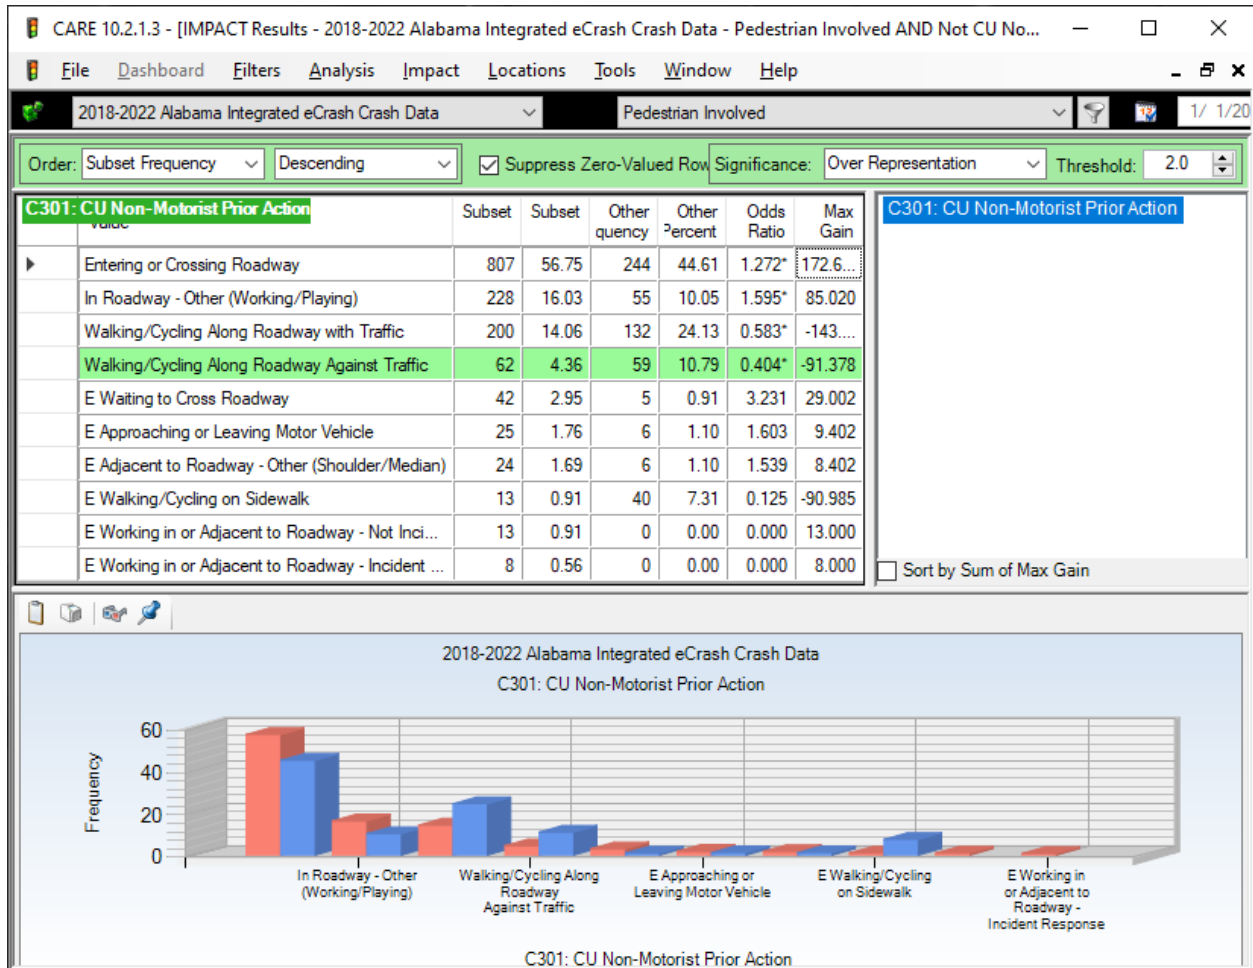 CARE 10.2.1.3 - [IMPACT Results - 2018-2022 Alabama Integrated eCrash Crash Data - Pedestrian Involved AND Not CU No...
File Dashboard Filters Analysis Impact Locations Tools Window Help
2018-2022 Alabama Integrated eCrash Crash Data Pedestrian Involved 1/ 1/20
Order: Subset Frequency Descending Suppress Zero-Valued Row Significance: Over Representation Threshold: 2.0
C301: CU Non-Motorist Prior Action Subset Subset Other quency Other Percent Odds Ratio Max Gain
Entering or Crossing Roadway 807 56.75 244 44.61 1.272* 172.6...
In Roadway - Other (Working/Playing) 228 16.03 55 10.05 1.595* 85.020
Walking/Cycling Along Roadway with Traffic 200 14.06 132 24.13 0.583* -143....
Walking/Cycling Along Roadway Against Traffic 62 4.36 59 10.79 0.404* -91.378
E Waiting to Cross Roadway 42 2.95 5 0.91 3.231 29.002
E Approaching or Leaving Motor Vehicle 25 1.76 6 1.10 1.603 9.402
E Adjacent to Roadway - Other (Shoulder/Median) 24 1.69 6 1.10 1.539 8.402
E Walking/Cycling on Sidewalk 13 0.91 40 7.31 0.125 -90.985
E Working in or Adjacent to Roadway - Not Inci... 13 0.91 0 0.00 0.000 13.000
E Working in or Adjacent to Roadway - Incident ... 8 0.56 0 0.00 0.000 8.000
C301: CU Non-Motorist Prior Action
Sort by Sum of Max Gain
2018-2022 Alabama Integrated eCrash Crash Data
C301: CU Non-Motorist Prior Action
Frequency
60
40
20
0
In Roadway - Other
(Working/Playing)
Walking/Cycling Along
Roadway
Against Traffic
E Approaching or
Leaving Motor Vehicle
E Walking/Cycling
on Sidewalk
E Working in
or Adjacent to
Roadway -
Incident Response
C301: CU Non-Motorist Prior Action